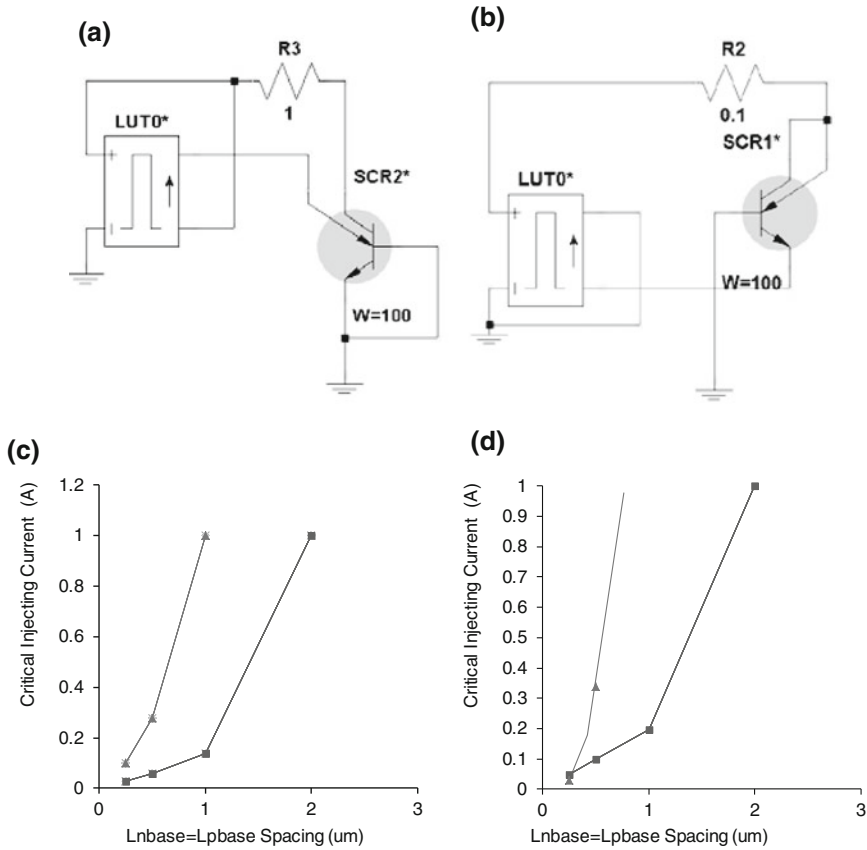 (a)
R3
1
LUT0*
SCR2*
W=100
(b)
R2
0.1
SCR1*
LUT0*
W=100
(c)
Critical Injecting Current (A)
1.2
1
0.8
0.6
0.4
0.2
0
0 1 2 3
Lnbase=Lpbase Spacing (um)
(d)
Critical Injecting Current (A)
1
0.9
0.8
0.7
0.6
0.5
0.4
0.3
0.2
0.1
0
0 1 2 3
Lnbase=Lpbase Spacing (um)